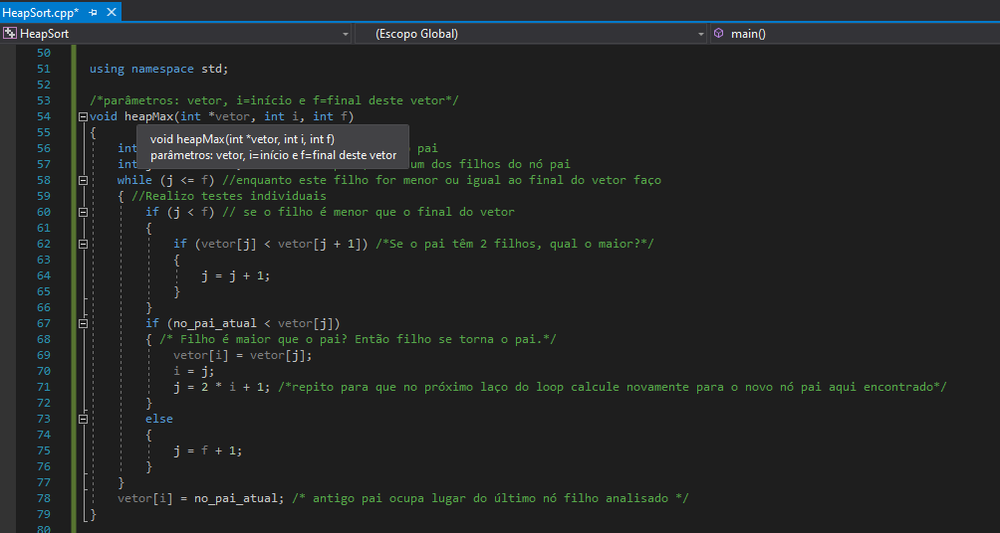 HeapSort.cpp*
HeapSort (Escopo Global) main()
50
51 using namespace std;
52
53 /*parâmetros: vetor, i=início e f=final deste vetor*/
54 void heapMax(int *vetor, int i, int f)
55 {
void heapMax(int *vetor, int i, int f)
parâmetros: vetor, i=início e f=final deste vetor
56 int pai
57 int um dos filhos do nó pai
58 while (j <= f) //enquanto este filho for menor ou igual ao final do vetor faço
59 { //Realizo testes individuais
60 if (j < f) // se o filho é menor que o final do vetor
61 {
62 if (vetor[j] < vetor[j + 1]) /*Se o pai têm 2 filhos, qual o maior?*/
63 {
64 j = j + 1;
65 }
66 }
67 if (no_pai_atual < vetor[j])
68 { /* Filho é maior que o pai? Então filho se torna o pai.*/
69 vetor[i] = vetor[j];
70 i = j;
71 j = 2 * i + 1; /*repito para que no próximo laço do loop calcule novamente para o novo nó pai aqui encontrado*/
72 }
73 else
74 {
75 j = f + 1;
76 }
77 }
78 vetor[i] = no_pai_atual; /* antigo pai ocupa lugar do último nó filho analisado */
79 }
80